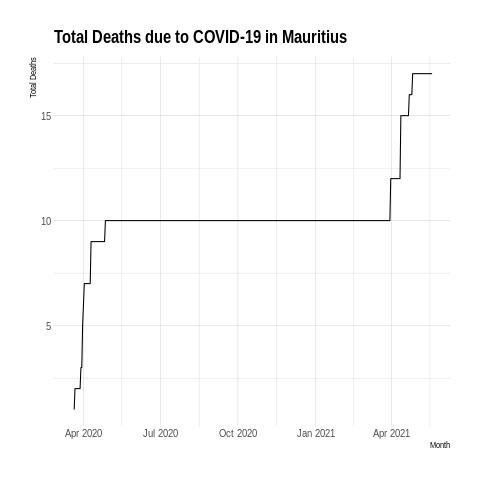 Total Deaths due to COVID-19 in Mauritius
Total Deaths
15
10
5
Apr 2020 Jul 2020 Oct 2020 Jan 2021 Apr 2021
Month